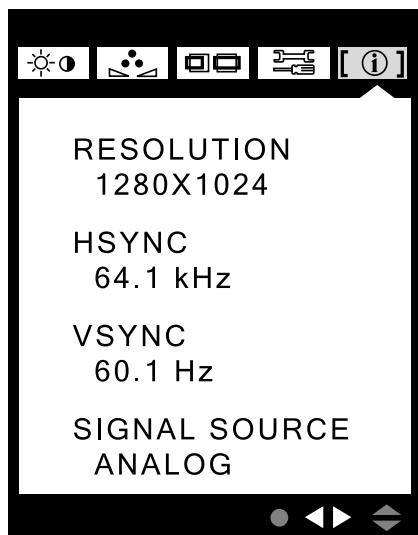 RESOLUTION
1280X1024
HSYNC
64.1 kHz
VSYNC
60.1 Hz
SIGNAL SOURCE
ANALOG